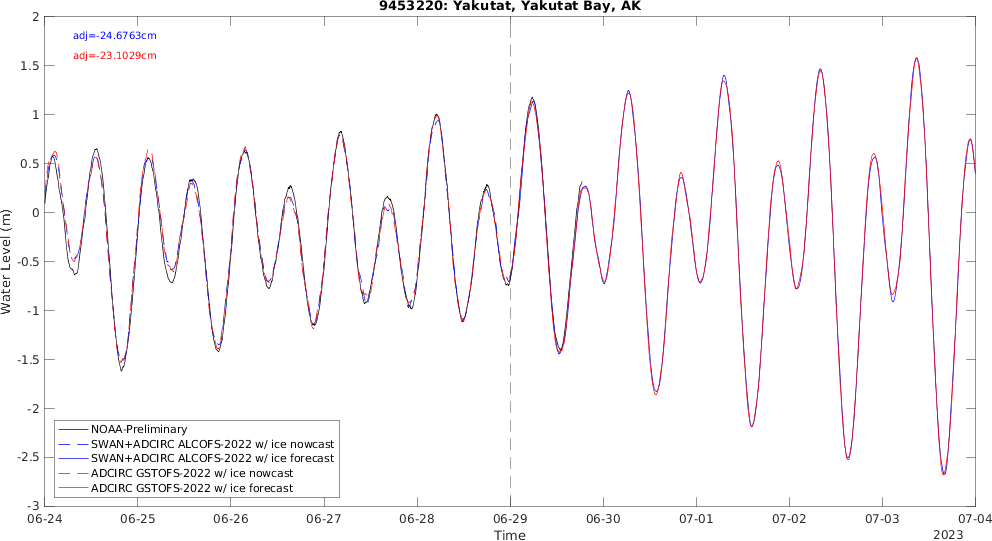 9453220: Yakutat, Yakutat Bay, AK
adj=-24.6763cm
adj=-23.1029cm
2
1.5
1
0.5
0
-0.5
-1
-1.5
-2
-2.5
-3
Water Level (m)
NOAA-Preliminary
SWAN+ADCIRC ALCOFS-2022 w/ ice nowcast
SWAN+ADCIRC ALCOFS-2022 w/ ice forecast
ADCIRC GSTOFS-2022 w/ ice nowcast
ADCIRC GSTOFS-2022 w/ ice forecast
06-24 06-25 06-26 06-27 06-28 06-29 06-30 07-01 07-02 07-03 07-04
Time
2023